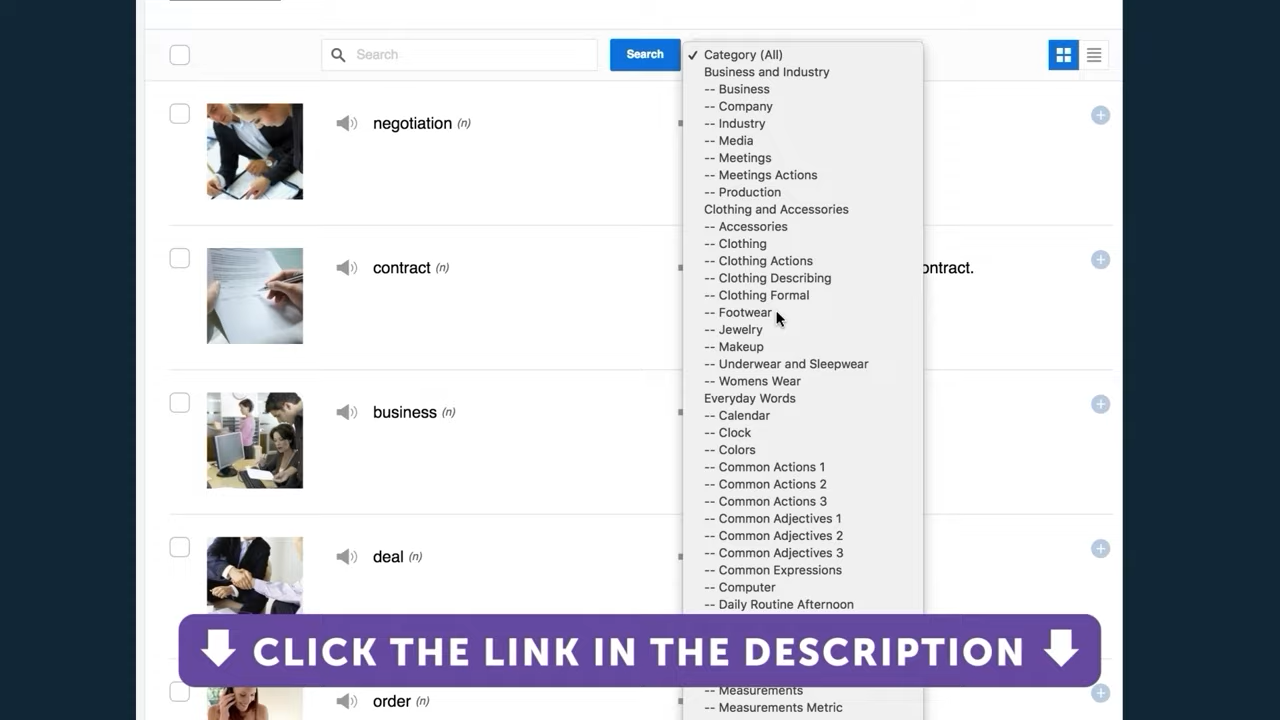 Search
Search
✓ Category (All)
Business and Industry
-- Business
-- Company
-- Industry
-- Media
-- Meetings
-- Meetings Actions
-- Production
Clothing and Accessories
-- Accessories
-- Clothing
-- Clothing Actions
-- Clothing Describing
-- Clothing Formal
-- Footwear
-- Jewelry
-- Makeup
-- Underwear and Sleepwear
-- Womens Wear
Everyday Words
-- Calendar
-- Clock
-- Colors
-- Common Actions 1
-- Common Actions 2
-- Common Actions 3
-- Common Adjectives 1
-- Common Adjectives 2
-- Common Adjectives 3
-- Common Expressions
-- Computer
-- Daily Routine Afternoon
-- Measurements
-- Measurements Metric
negotiation (n)
contract (n)
ontract.
business (n)
deal (n)
order (n)
CLICK THE LINK IN THE DESCRIPTION